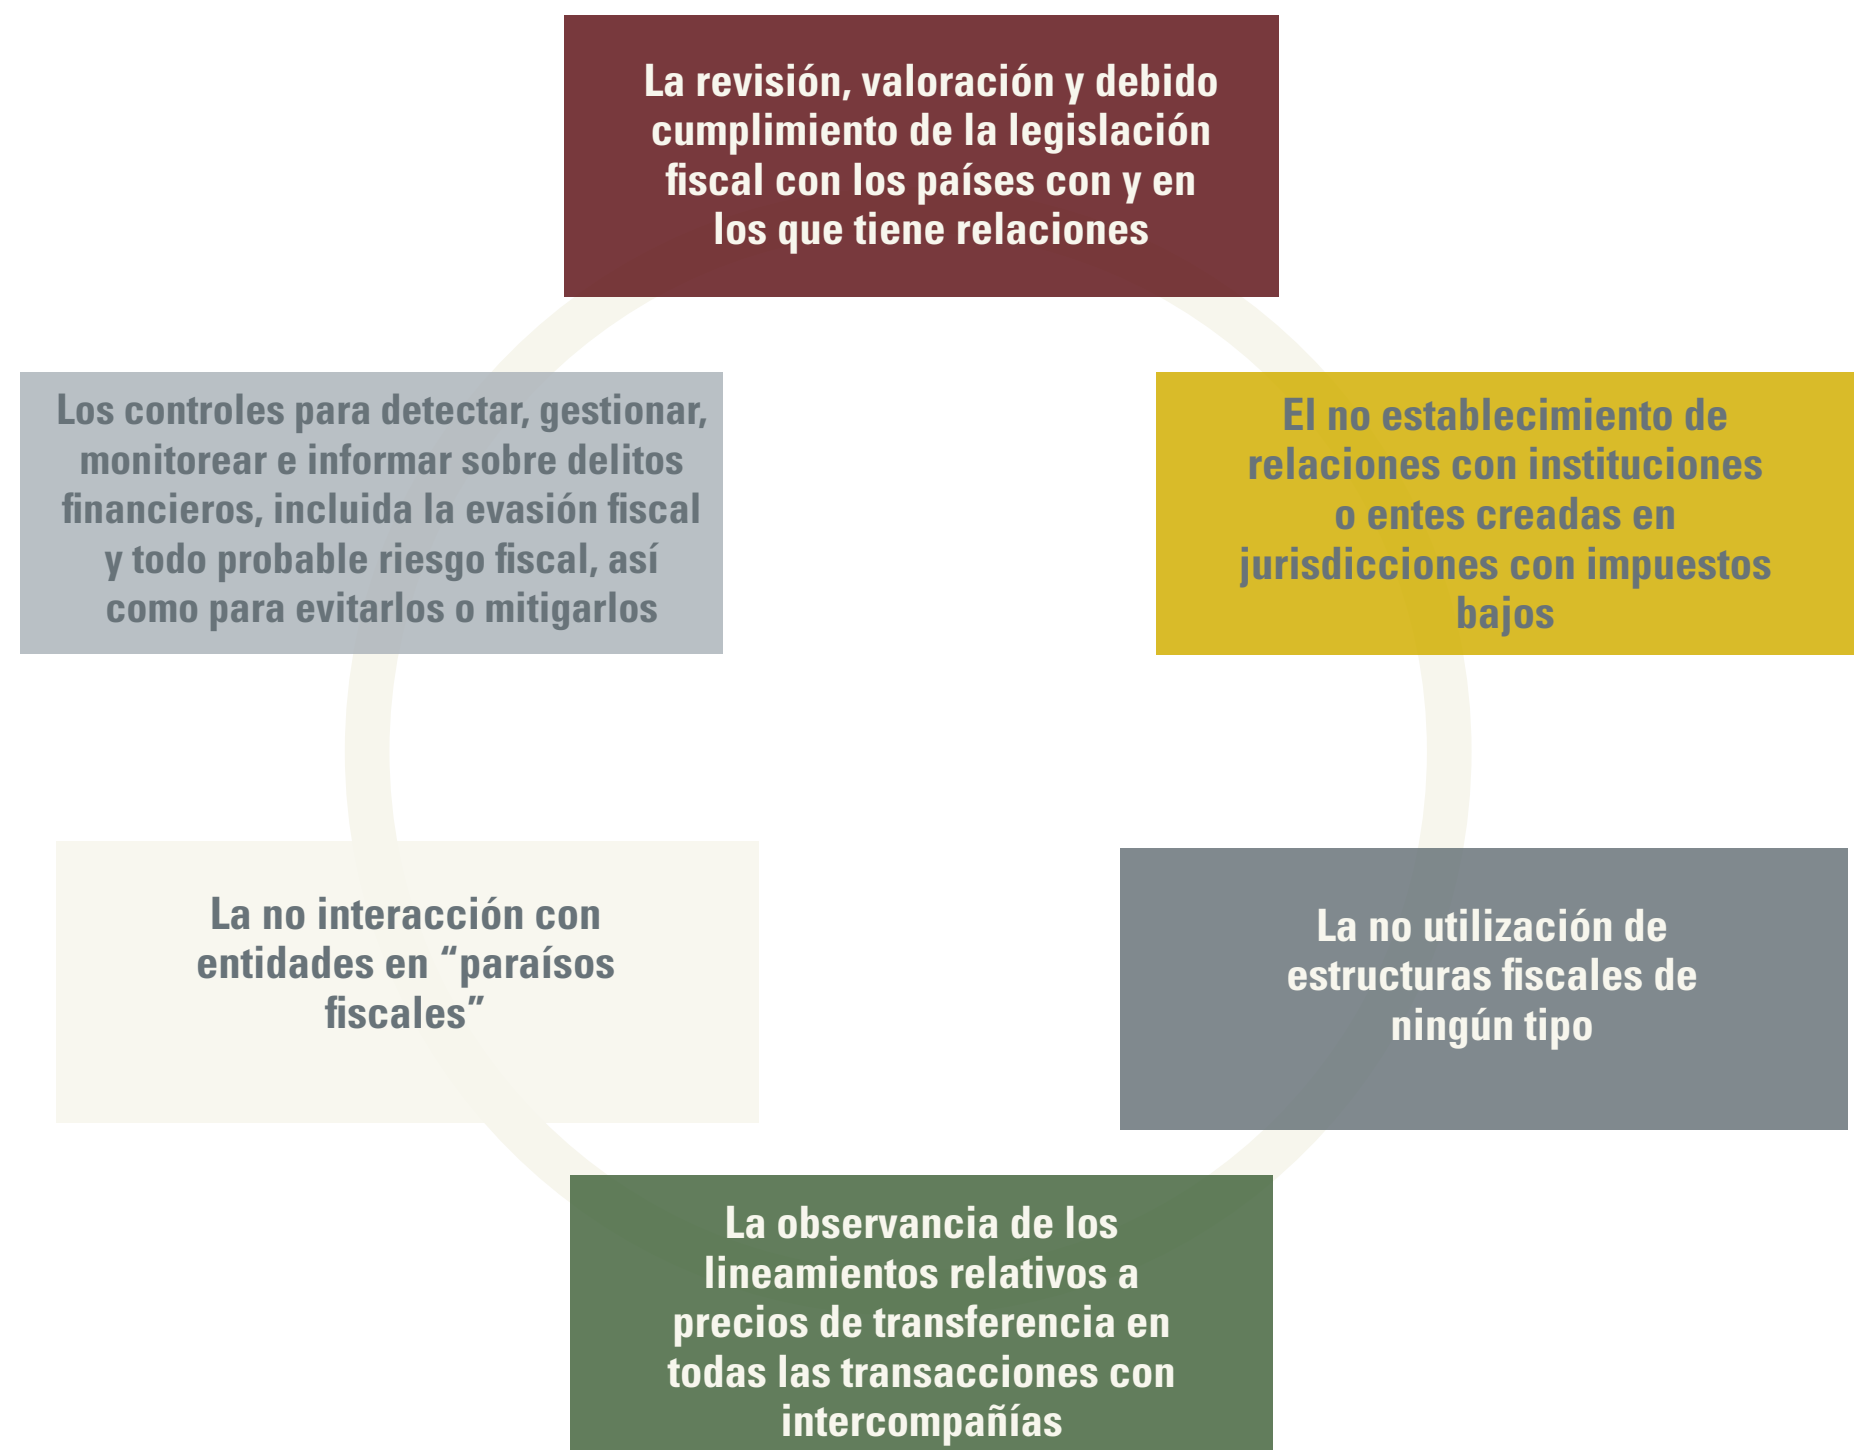 La revisión, valoración y debido
cumplimiento de la legislación
fiscal con los países con y en
los que tiene relaciones
Los controles para detectar, gestionar,
monitorear e informar sobre delitos
financieros, incluida la evasión fiscal
y todo probable riesgo fiscal, así
como para evitarlos o mitigarlos
El no establecimiento de
relaciones con instituciones
o entes creadas en
jurisdicciones con impuestos
bajos
La no interacción con
entidades en “paraísos
fiscales”
La no utilización de
estructuras fiscales de
ningún tipo
La observancia de los
lineamientos relativos a
precios de transferencia en
todas las transacciones con
intercompañías